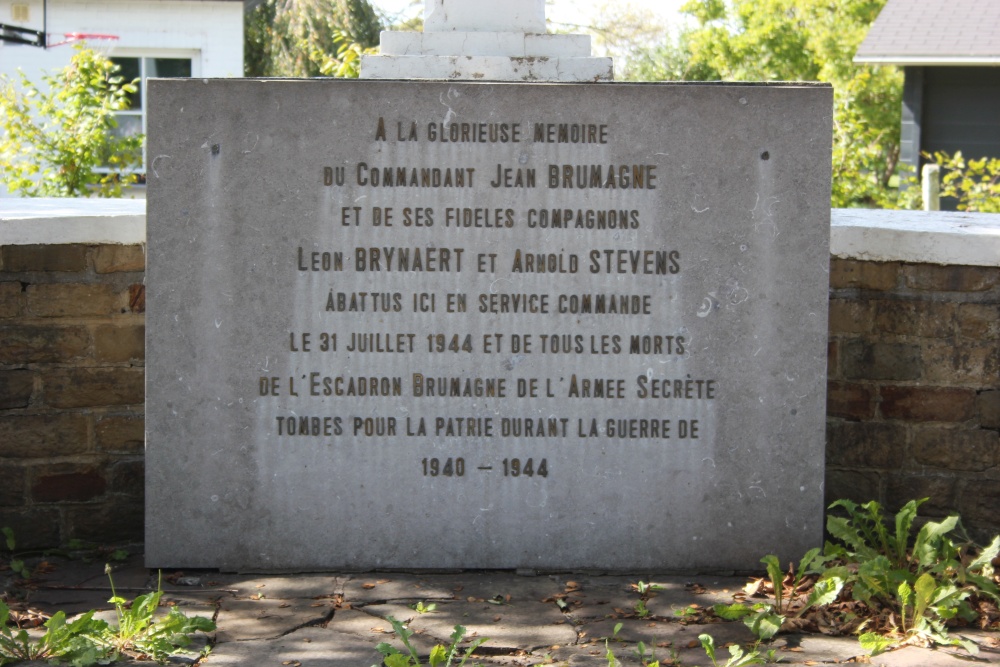 A LA GLORIEUSE MEMOIRE
DU COMMANDANT JEAN BRUMAGNE
ET DE SES FIDELES COMPAGNONS
LEON BRYNAERT ET ARNOLD STEVENS
ABATTUS ICI EN SERVICE COMMANDE
LE 31 JUILLET 1944 ET DE TOUS LES MORTS
DE L'ESCADRON BRUMAGNE DE L'ARMEE SECRÈTE
TOMBES POUR LA PATRIE DURANT LA GUERRE DE
1940 – 1944